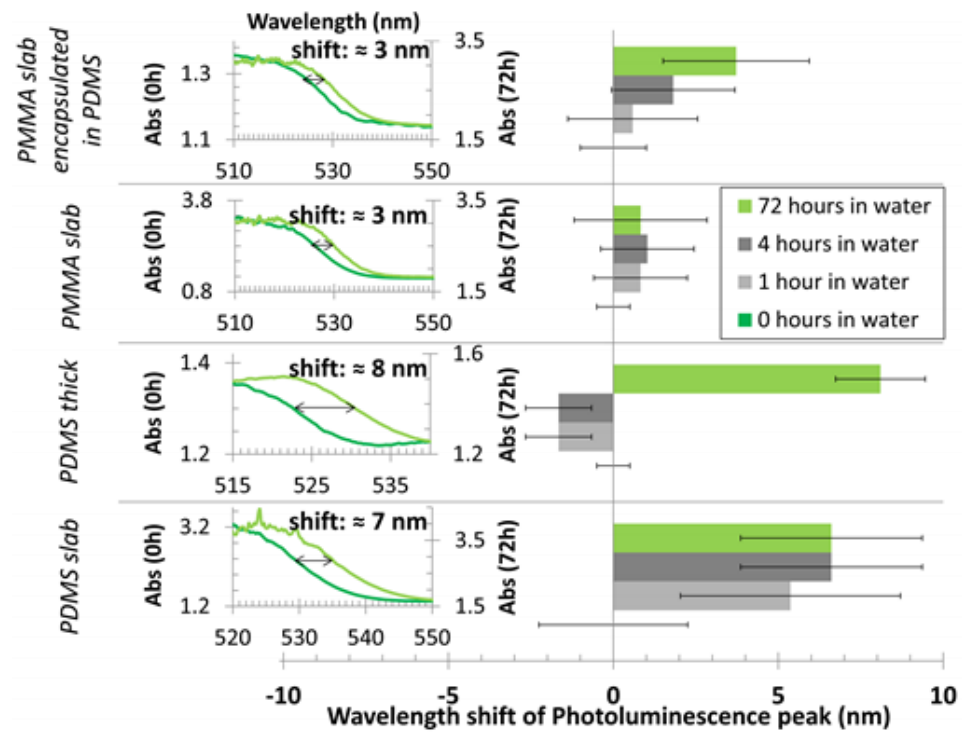 Wavelength (nm)
510 530 550
PMMA slab
encapsulated
in PDMS
Abs (0h)
1.3
1.1
shift: ≈ 3 nm
3.5
1.5
Abs (72h)
510 530 550
PMMA slab
Abs (0h)
3.8
0.8
shift: ≈ 3 nm
3.5
1.5
Abs (72h)
510 530 550
72 hours in water
4 hours in water
1 hour in water
0 hours in water
PDMS thick
Abs (0h)
1.4
1.2
shift: ≈ 8 nm
1.6
1.2
Abs (72h)
515 525 535
PDMS slab
Abs (0h)
3.2
1.2
shift: ≈ 7 nm
3.5
1.5
Abs (72h)
520 530 540 550
-10 -5 0 5 10
Wavelength shift of Photoluminescence peak (nm)